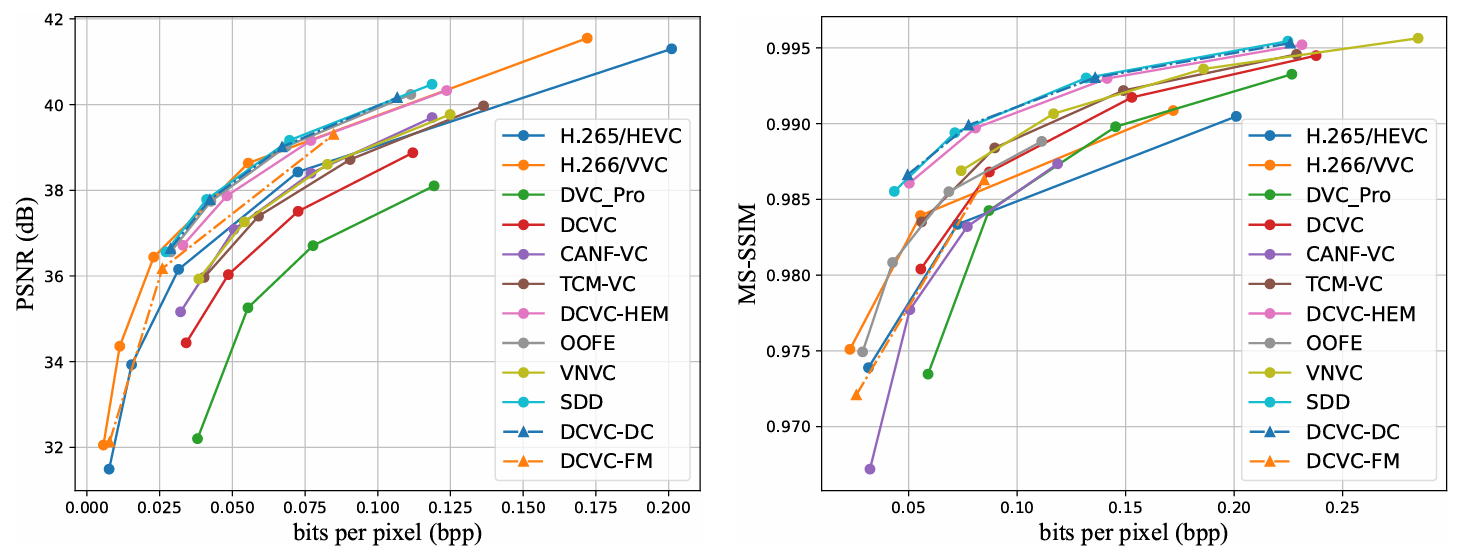 42
40
38
36
34
32
PSNR (dB)
0.000 0.025 0.050 0.075 0.100 0.125 0.150 0.175 0.200
bits per pixel (bpp)
H.265/HEVC
H.266/VVC
DVC_Pro
DCVC
CANF-VC
TCM-VC
DCVC-HEM
OOFE
VNVC
SDD
DCVC-DC
DCVC-FM
0.995
0.990
0.985
0.980
0.975
0.970
MS-SSIM
0.05 0.10 0.15 0.20 0.25
bits per pixel (bpp)
H.265/HEVC
H.266/VVC
DVC_Pro
DCVC
CANF-VC
TCM-VC
DCVC-HEM
OOFE
VNVC
SDD
DCVC-DC
DCVC-FM